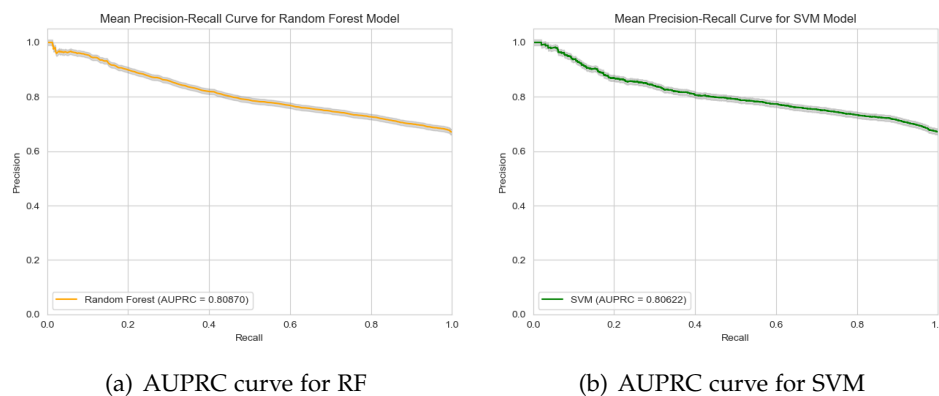 Mean Precision-Recall Curve for Random Forest Model
1.0
0.8
0.6
0.4
0.2
0.0
Precision
Random Forest (AUPRC = 0.80870)
0.0 0.2 0.4 0.6 0.8 1.0
Recall
(a) AUPRC curve for RF
Mean Precision-Recall Curve for SVM Model
1.0
0.8
0.6
0.4
0.2
0.0
Precision
SVM (AUPRC = 0.80622)
0.0 0.2 0.4 0.6 0.8 1.0
Recall
(b) AUPRC curve for SVM